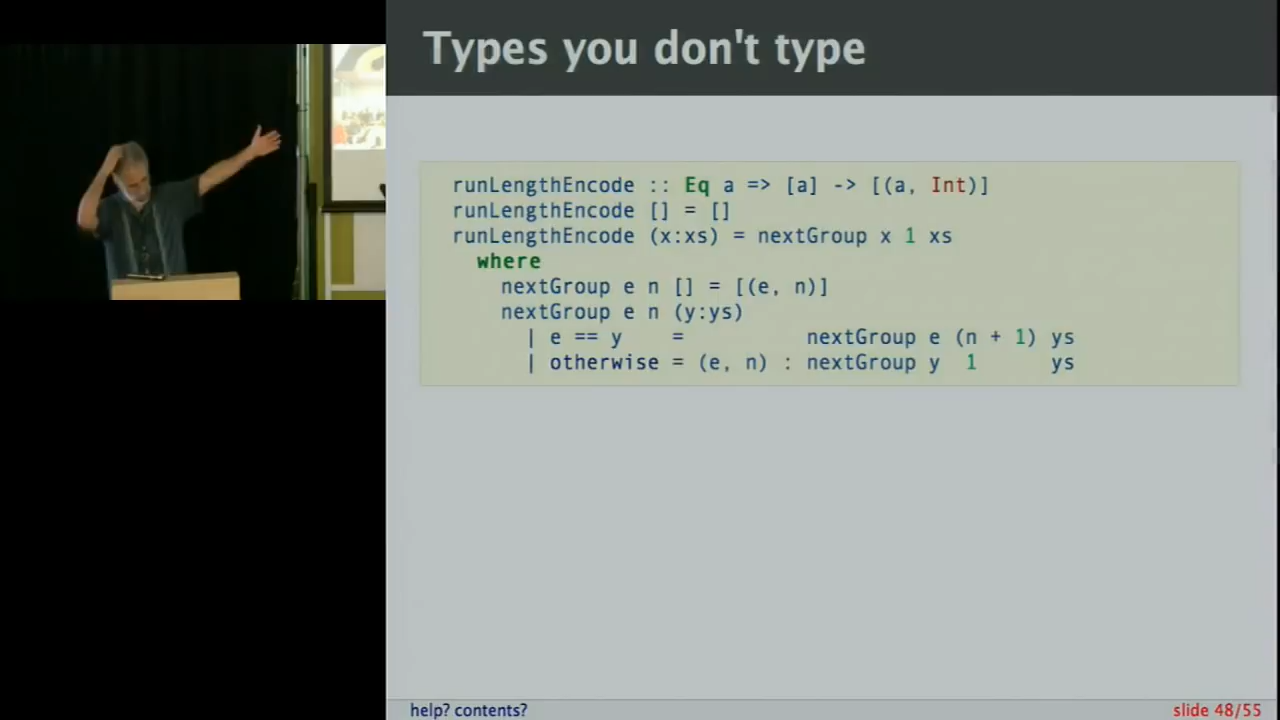 Types you don't type
runLengthEncode :: Eq a => [a] -> [(a, Int)]
runLengthEncode [] = []
runLengthEncode (x:xs) = nextGroup x 1 xs
  where
    nextGroup e n [] = [(e, n)]
    nextGroup e n (y:ys)
      | e == y    =          nextGroup e (n + 1) ys
      | otherwise = (e, n) : nextGroup y  1      ys
help? contents?
slide 48/55